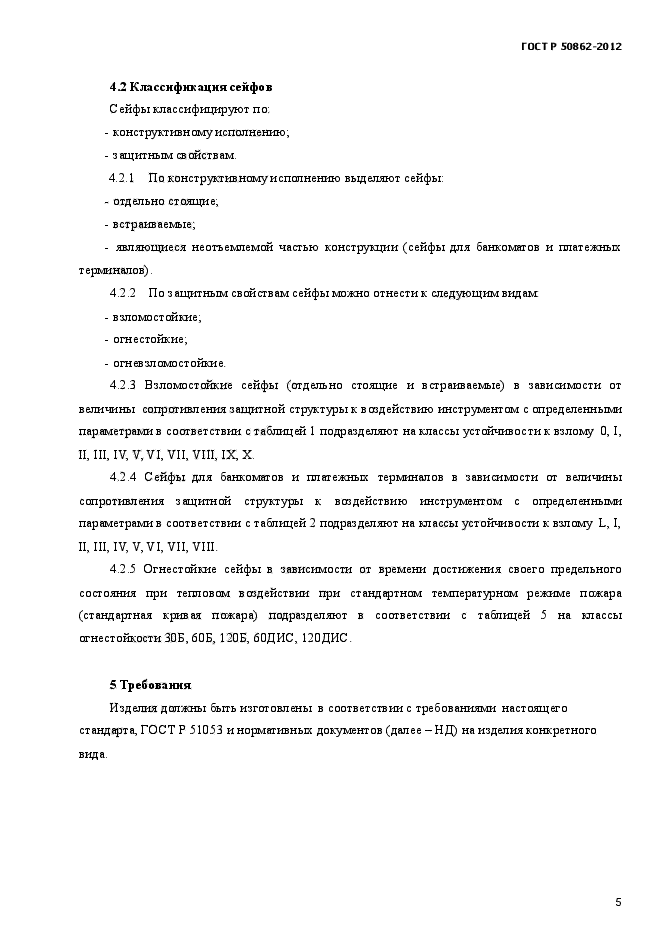 ГОСТ Р 50862-2012
4.2 Классификация сейфов
Сейфы классифицируют по:
- конструктивному исполнению;
- защитным свойствам.
4.2.1 По конструктивному исполнению выделяют сейфы:
- отдельно стоящие;
- встраиваемые;
- являющиеся неотъемлемой частью конструкции (сейфы для банкоматов и платежных
терминалов).
4.2.2 По защитным свойствам сейфы можно отнести к следующим видам:
- взломостойкие;
- огнестойкие;
- огневзломостойкие.
4.2.3 Взломостойкие сейфы (отдельно стоящие и встраиваемые) в зависимости от
величины сопротивления защитной структуры к воздействию инструментом с определенными
параметрами в соответствии с таблицей 1 подразделяют на классы устойчивости к взлому 0, I,
II, III, IV, V, VI, VII, VIII, IX, X.
4.2.4 Сейфы для банкоматов и платежных терминалов в зависимости от величины
сопротивления защитной структуры к воздействию инструментом с определенными
параметрами в соответствии с таблицей 2 подразделяют на классы устойчивости к взлому L, I,
II, III, IV, V, VI, VII, VIII.
4.2.5 Огнестойкие сейфы в зависимости от времени достижения своего предельного
состояния при тепловом воздействии при стандартном температурном режиме пожара
(стандартная кривая пожара) подразделяют в соответствии с таблицей 5 на классы
огнестойкости 30Б, 60Б, 120Б, 60ДИС, 120ДИС.
5 Требования
Изделия должны быть изготовлены в соответствии с требованиями настоящего
стандарта, ГОСТ Р 51053 и нормативных документов (далее – НД) на изделия конкретного
вида.
5